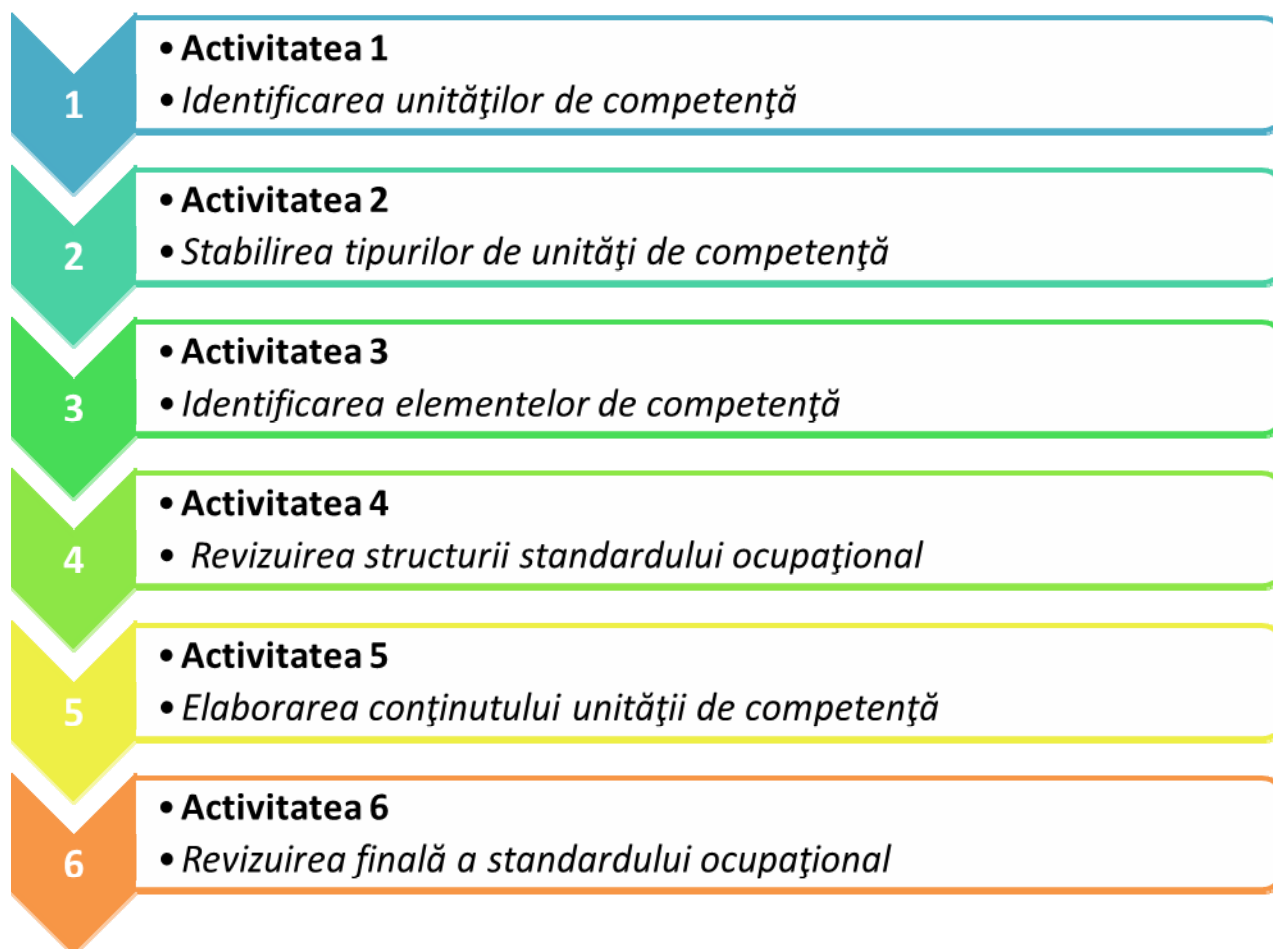 1
• Activitatea 1
• Identificarea unităţilor de competenţă
2
• Activitatea 2
• Stabilirea tipurilor de unităţi de competenţă
3
• Activitatea 3
• Identificarea elementelor de competenţă
4
• Activitatea 4
• Revizuirea structurii standardului ocupaţional
5
• Activitatea 5
• Elaborarea conţinutului unităţii de competenţă
6
• Activitatea 6
• Revizuirea finală a standardului ocupaţional